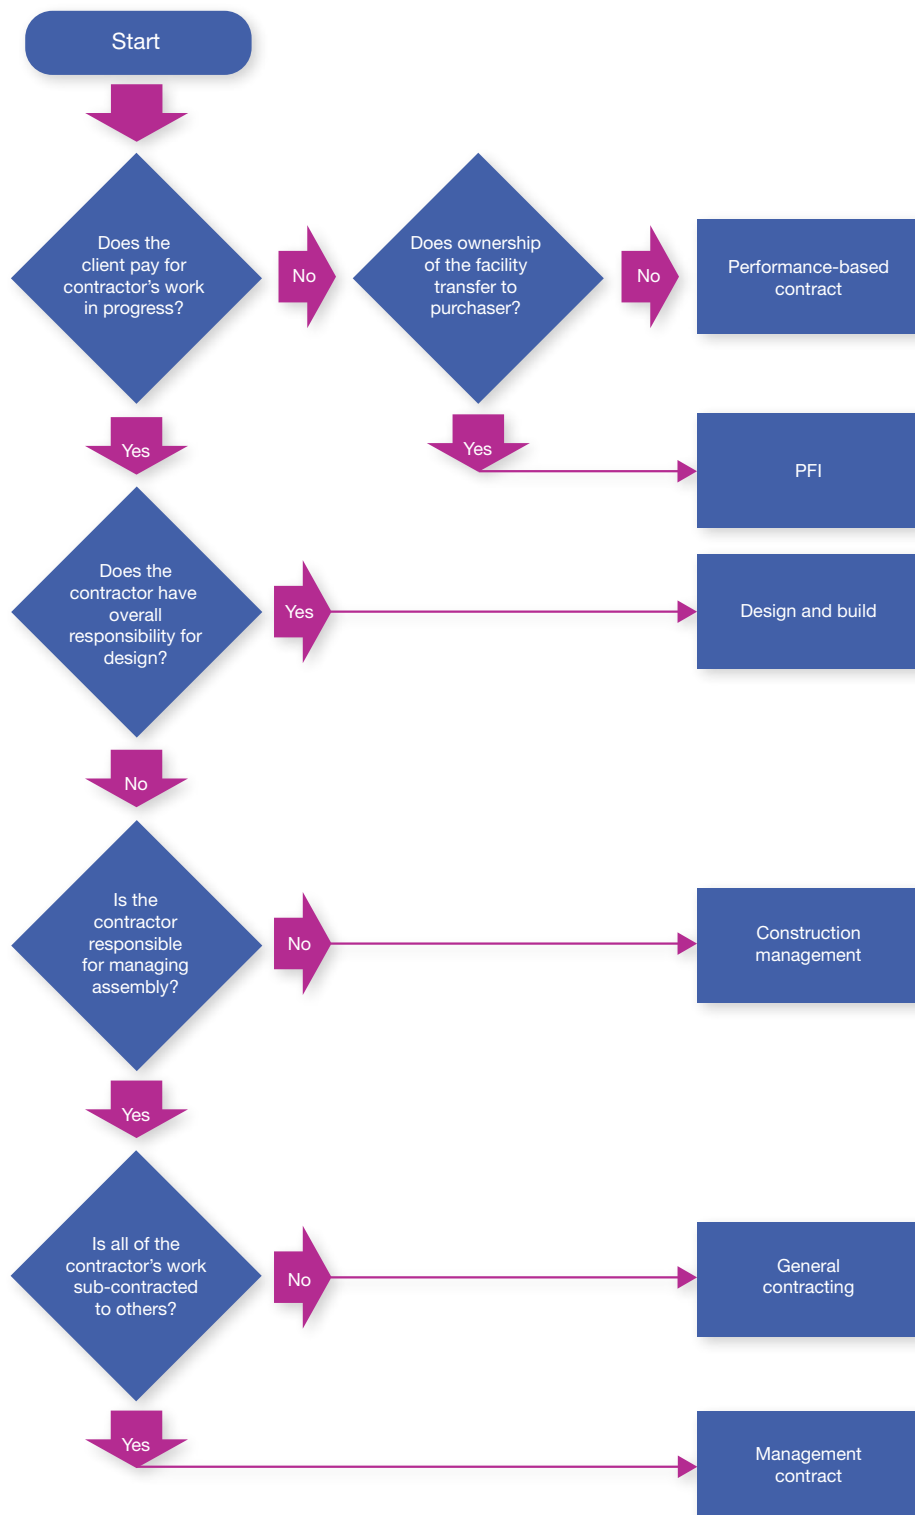 Start
Does the
client pay for
contractor's work
in progress?
No
Does ownership
of the facility
transfer to
purchaser?
No
Performance-based
contract
Yes
Yes
PFI
Does the
contractor have
overall
responsibility for
design?
Yes
Design and build
No
Is the
contractor
responsible
for managing
assembly?
No
Construction
management
Yes
Is all of the
contractor's work
sub-contracted
to others?
No
General
contracting
Yes
Management
contract